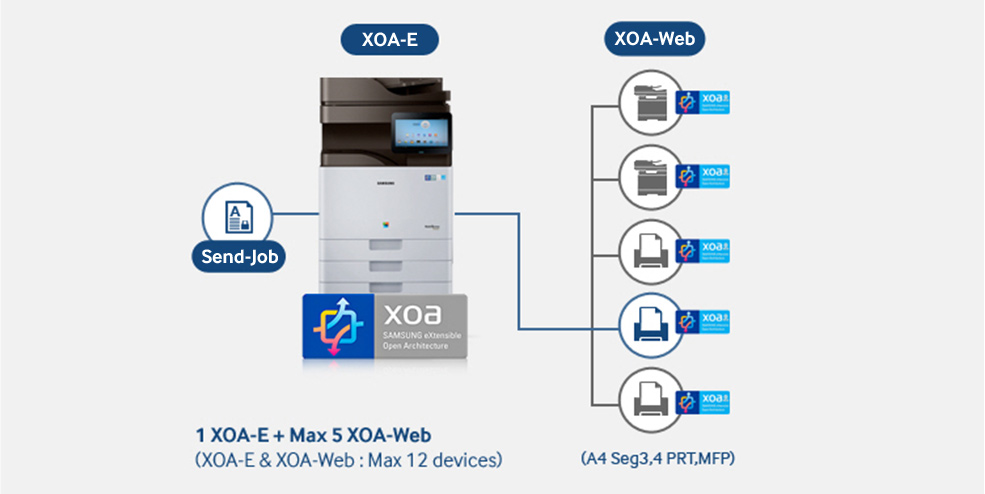 XOA-E
XOA-Web
SAMSUNG
A
Send-Job
xoa
SAMSUNG eXtensible
Open Architecture
xoa
xoa
xoa
xoa
xoa
1 XOA-E + Max 5 XOA-Web
(XOA-E & XOA-Web : Max 12 devices)
(A4 Seg3,4 PRT,MFP)